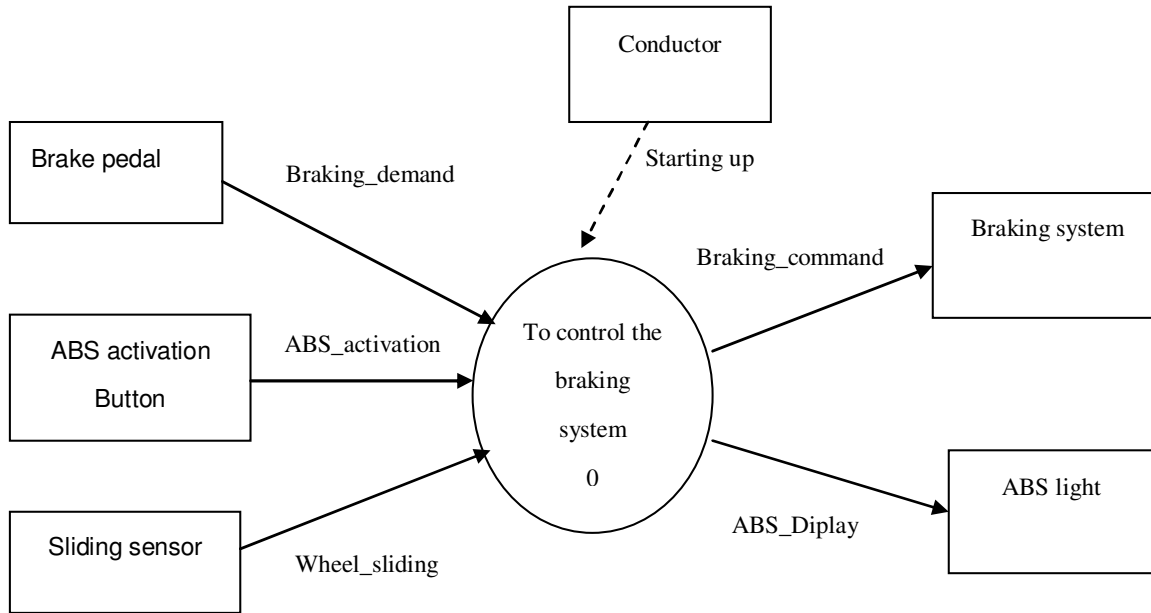 Conductor
Starting up
Brake pedal
Braking_demand
ABS activation
Button
ABS_activation
Sliding sensor
Wheel_sliding
To control the
braking
system
0
Braking_command
Braking system
ABS_Diplay
ABS light